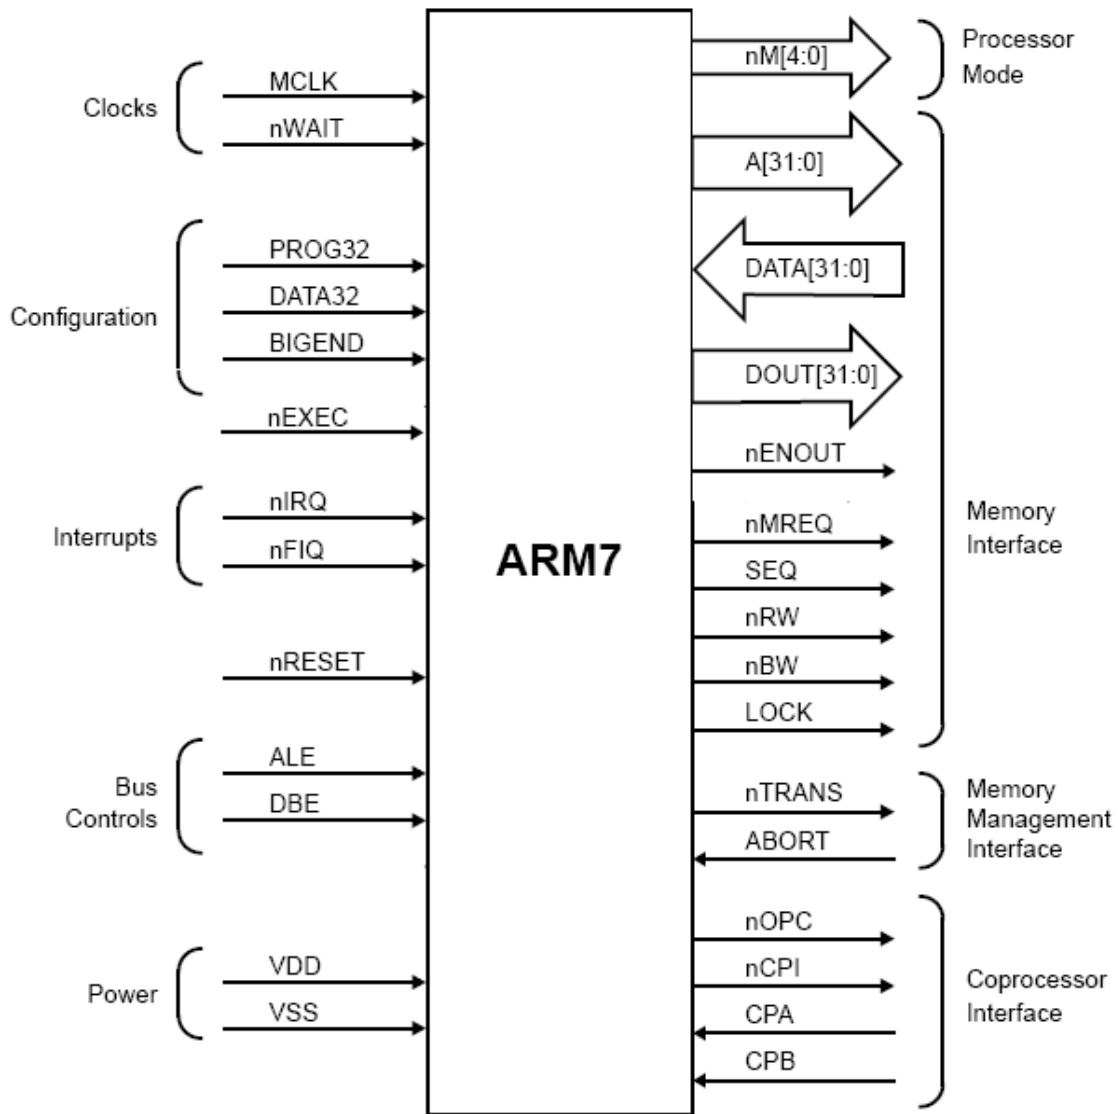 Clocks
MCLK
nWAIT
Configuration
PROG32
DATA32
BIGEND
nEXEC
Interrupts
nIRQ
nFIQ
nRESET
Bus
Controls
ALE
DBE
Power
VDD
VSS
ARM7
nM[4:0]
Processor
Mode
A[31:0]
DATA[31:0]
DOUT[31:0]
nENOUT
nMREQ
SEQ
nRW
nBW
LOCK
Memory
Interface
nTRANS
ABORT
Memory
Management
Interface
nOPC
nCPI
CPA
CPB
Coprocessor
Interface